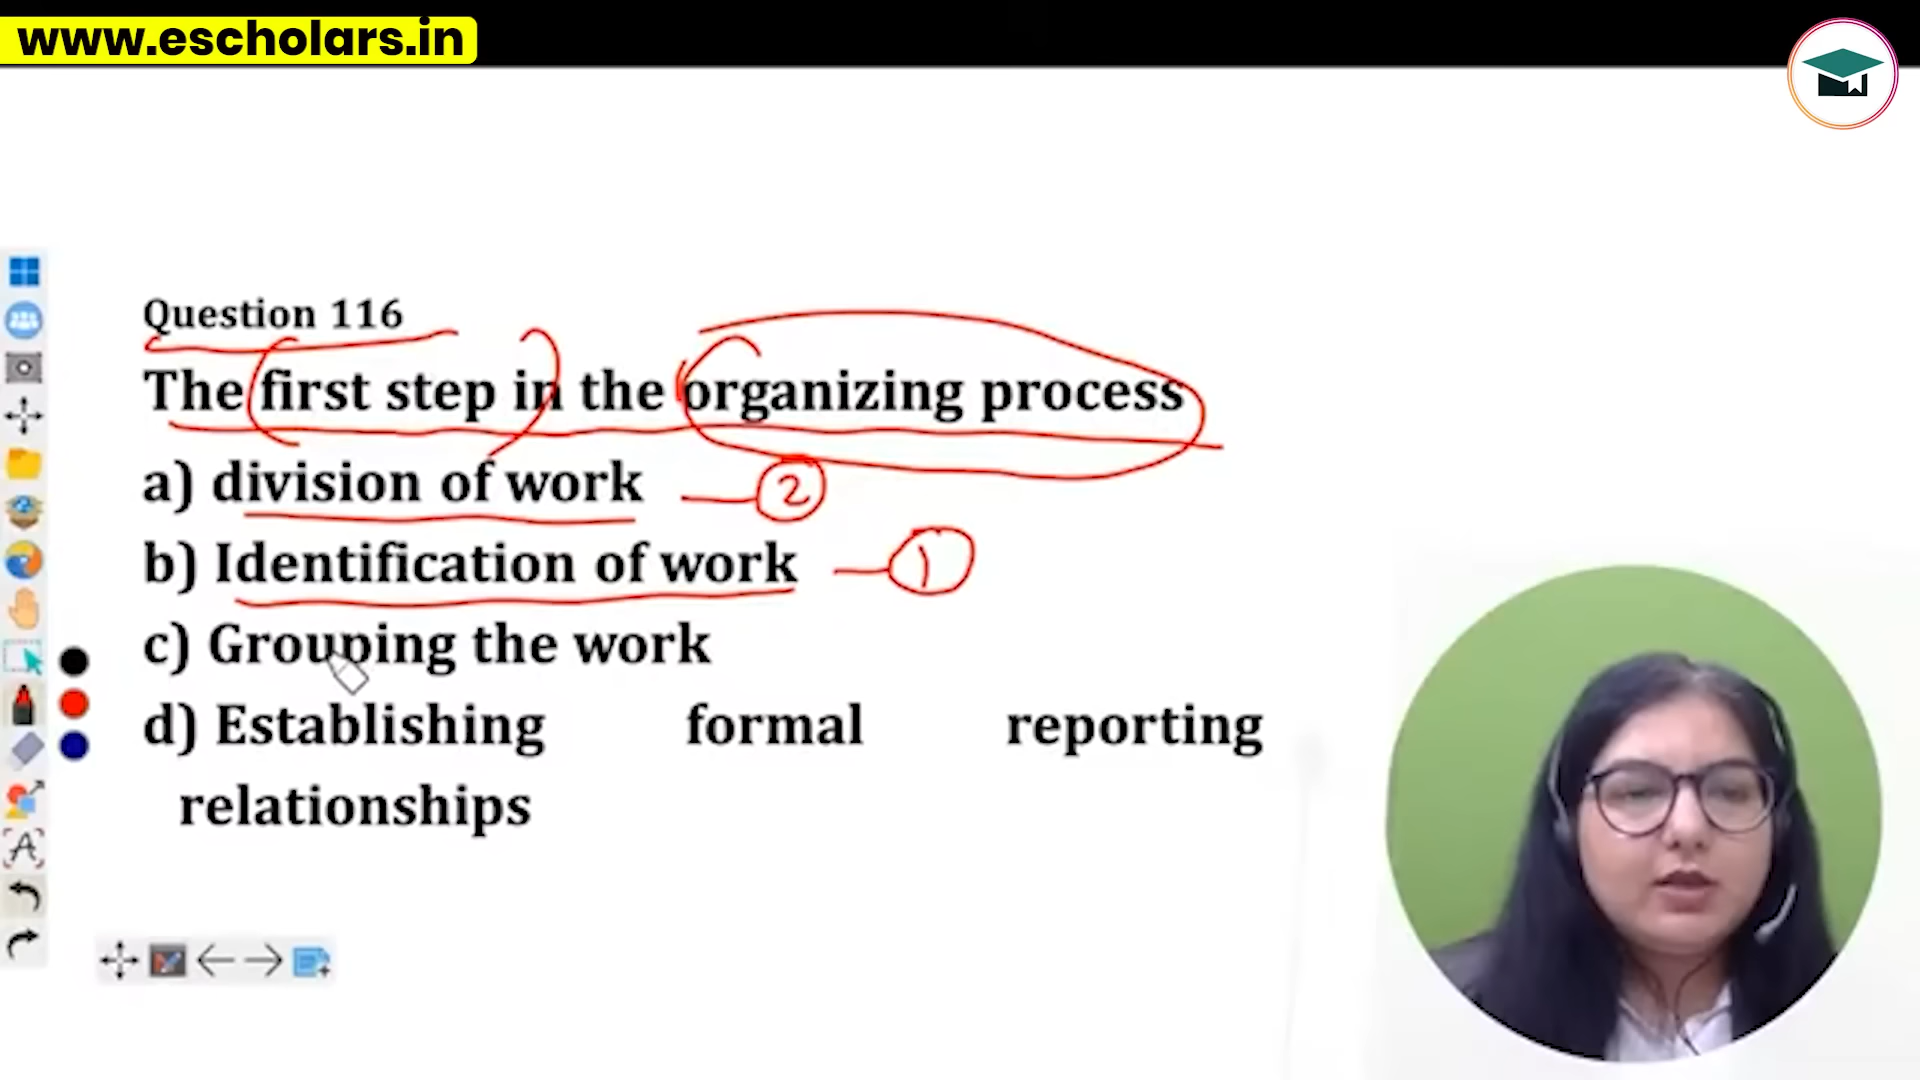 www.escholars.in
Question 116
The first step in the organizing process
a) division of work
2
b) Identification of work
1
c) Grouping the work
d) Establishing formal reporting
relationships
A